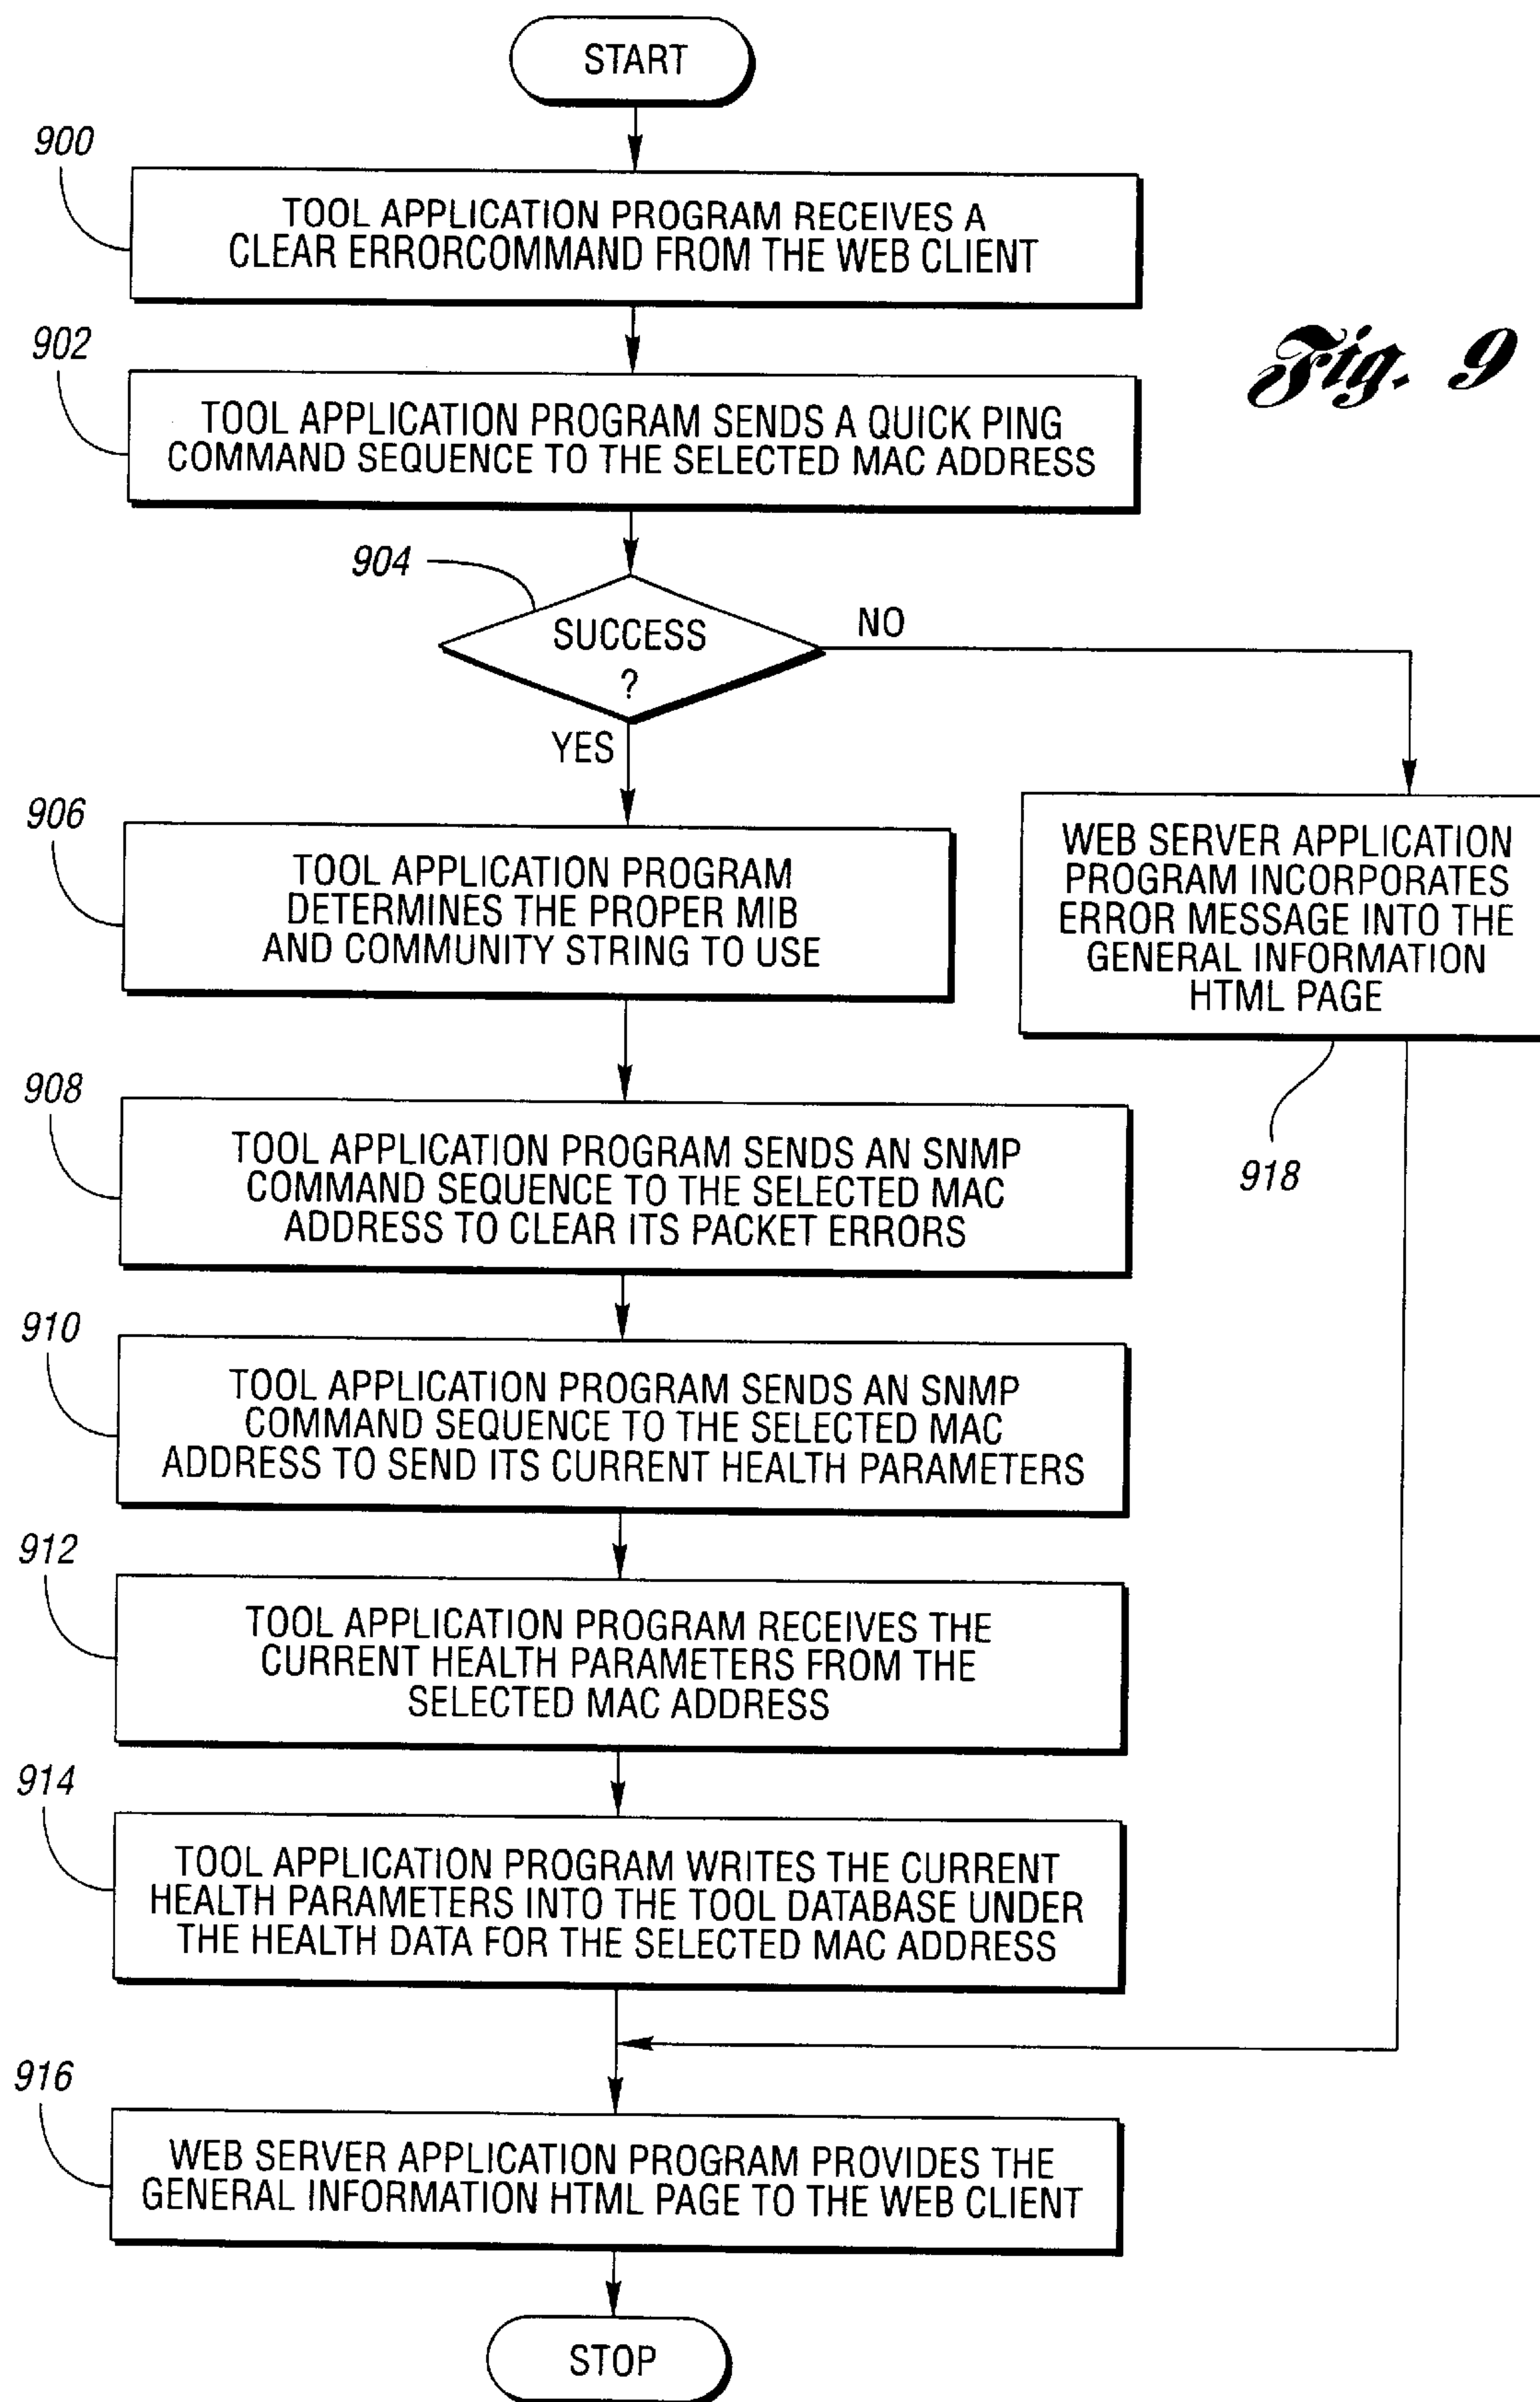 START
900
TOOL APPLICATION PROGRAM RECEIVES A
CLEAR ERRORCOMMAND FROM THE WEB CLIENT
Fig. 9
902
TOOL APPLICATION PROGRAM SENDS A QUICK PING
COMMAND SEQUENCE TO THE SELECTED MAC ADDRESS
904
SUCCESS
?
NO
YES
906
TOOL APPLICATION PROGRAM
DETERMINES THE PROPER MIB
AND COMMUNITY STRING TO USE
WEB SERVER APPLICATION
PROGRAM INCORPORATES
ERROR MESSAGE INTO THE
GENERAL INFORMATION
HTML PAGE
918
908
TOOL APPLICATION PROGRAM SENDS AN SNMP
COMMAND SEQUENCE TO THE SELECTED MAC
ADDRESS TO CLEAR ITS PACKET ERRORS
910
TOOL APPLICATION PROGRAM SENDS AN SNMP
COMMAND SEQUENCE TO THE SELECTED MAC
ADDRESS TO SEND ITS CURRENT HEALTH PARAMETERS
912
TOOL APPLICATION PROGRAM RECEIVES THE
CURRENT HEALTH PARAMETERS FROM THE
SELECTED MAC ADDRESS
914
TOOL APPLICATION PROGRAM WRITES THE CURRENT
HEALTH PARAMETERS INTO THE TOOL DATABASE UNDER
THE HEALTH DATA FOR THE SELECTED MAC ADDRESS
916
WEB SERVER APPLICATION PROGRAM PROVIDES THE
GENERAL INFORMATION HTML PAGE TO THE WEB CLIENT
STOP